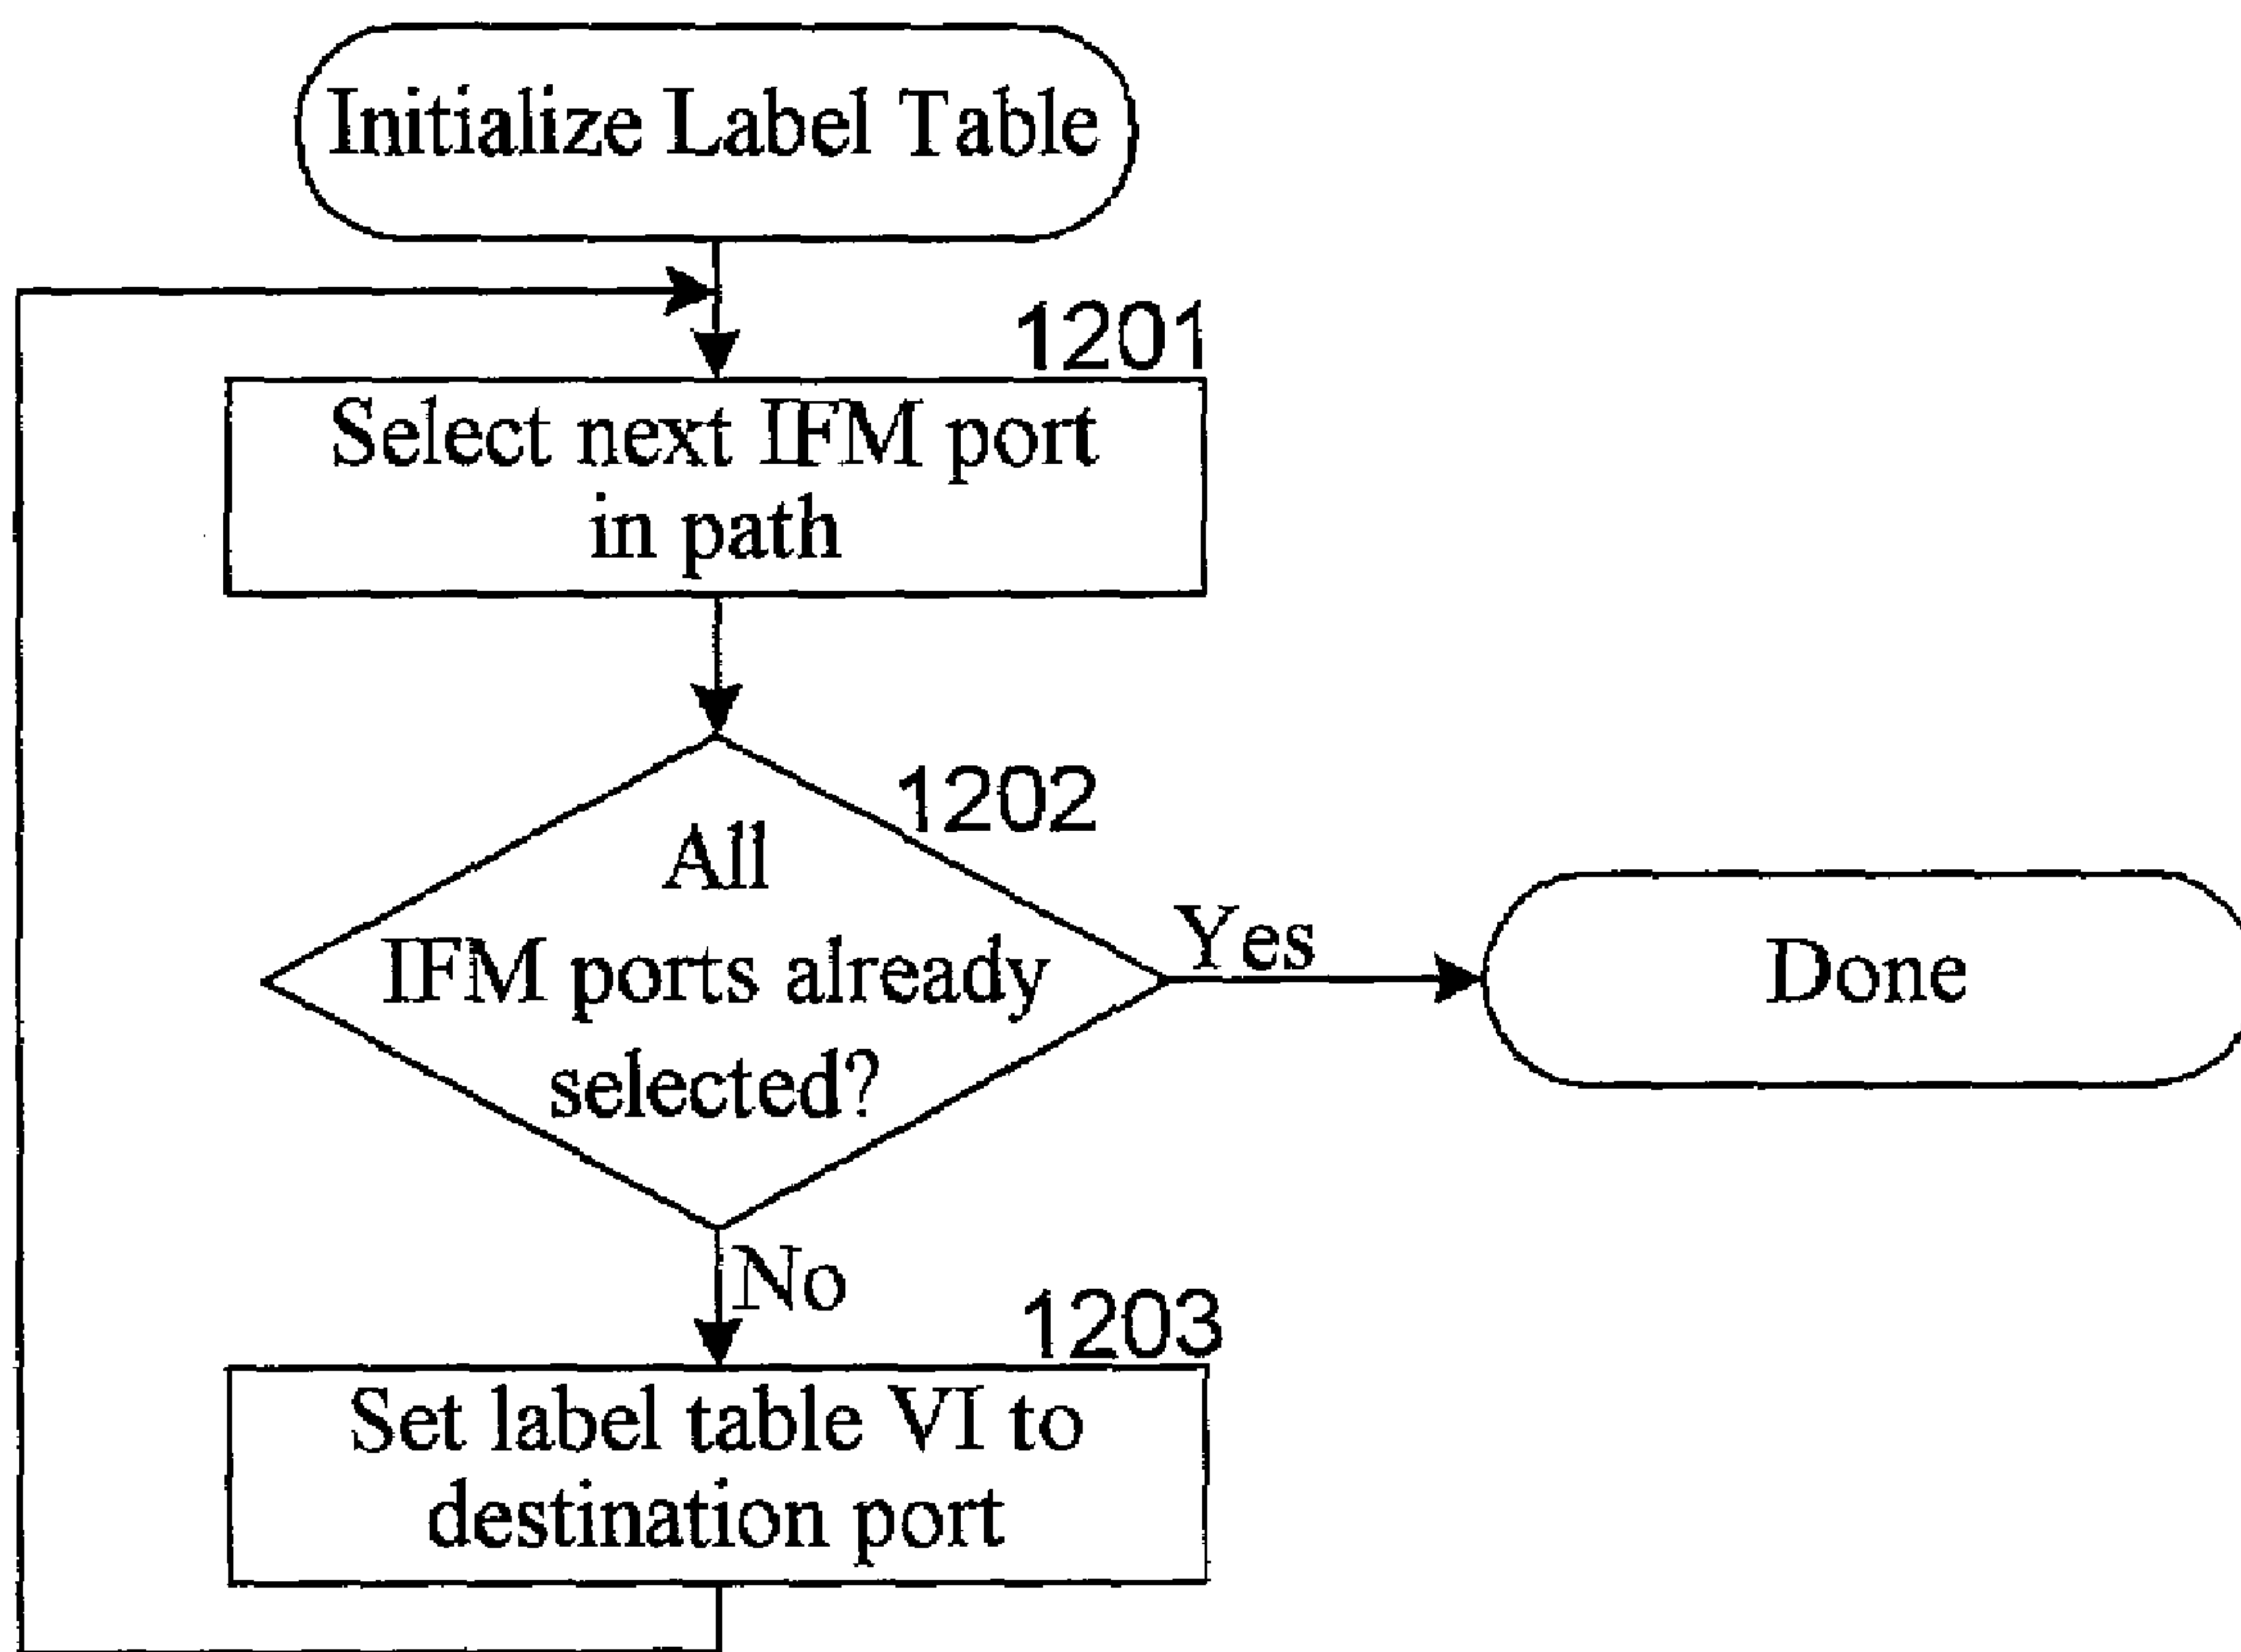 Initialize Label Table
1201
Select next IFM port
in path
1202
All
IFM ports already
selected?
Yes
Done
No
1203
Set label table VI to
destination port